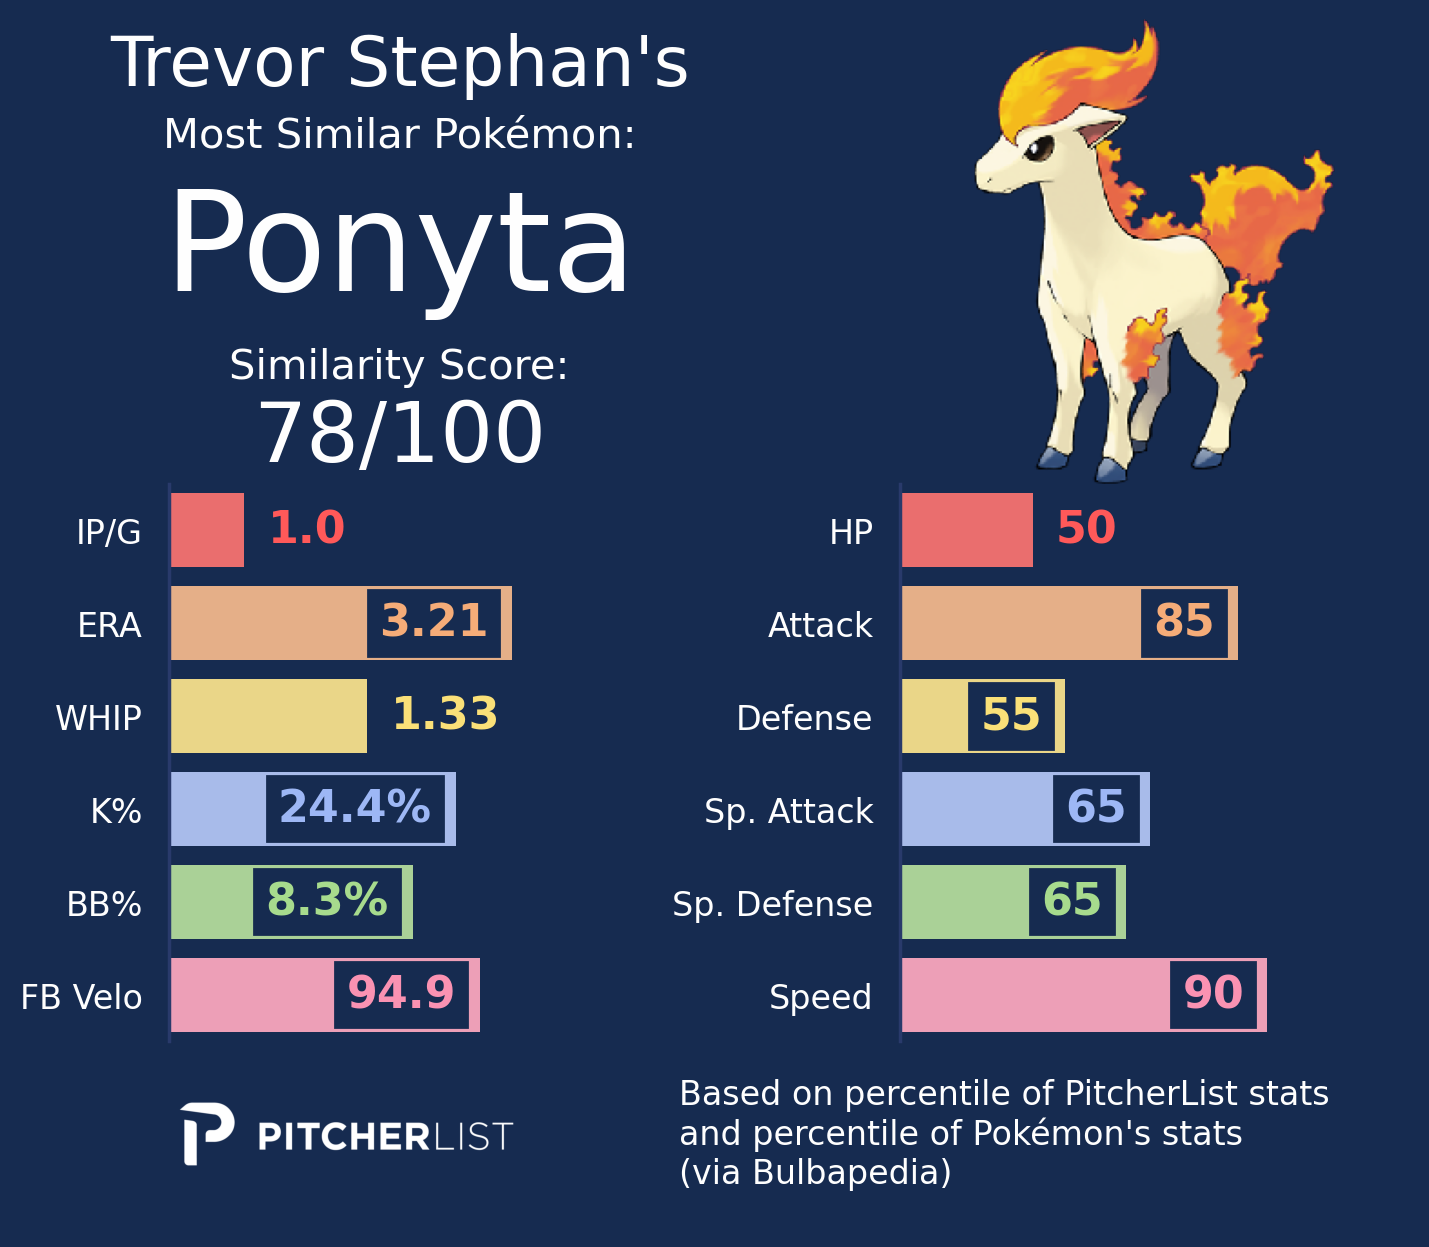 Trevor Stephan's
Most Similar Pokémon:
Ponyta
Similarity Score:
78/100
IP/G 1.0
ERA 3.21
WHIP 1.33
K% 24.4%
BB% 8.3%
FB Velo 94.9
HP 50
Attack 85
Defense 55
Sp. Attack 65
Sp. Defense 65
Speed 90
PITCHERLIST
Based on percentile of PitcherList stats
and percentile of Pokémon's stats
(via Bulbapedia)